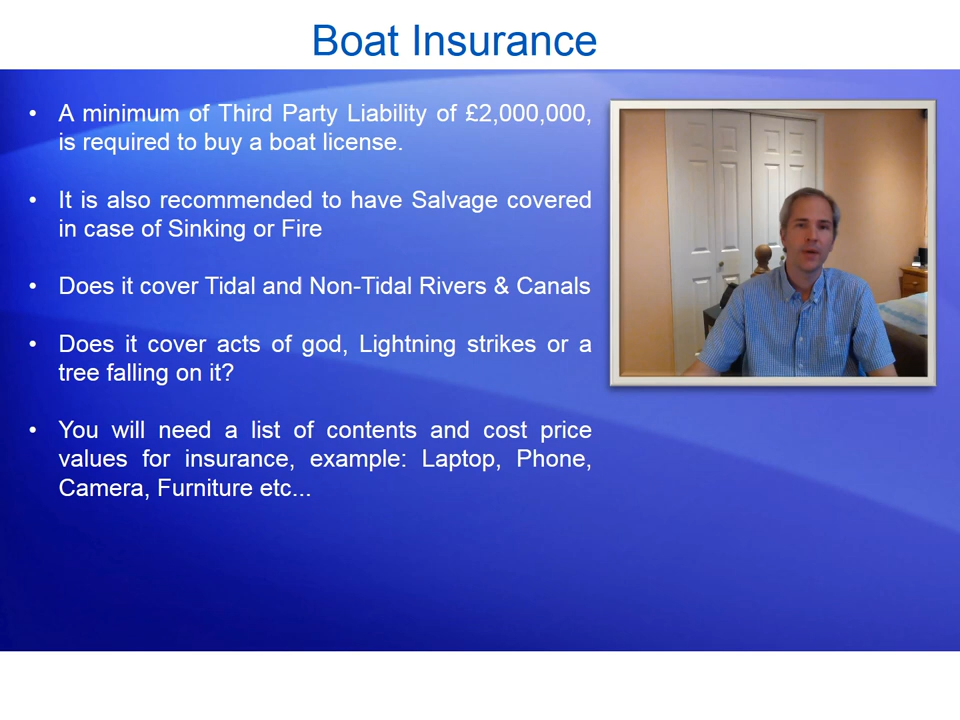 Boat Insurance
• A minimum of Third Party Liability of £2,000,000,
is required to buy a boat license.
• It is also recommended to have Salvage covered
in case of Sinking or Fire
• Does it cover Tidal and Non-Tidal Rivers & Canals
• Does it cover acts of god, Lightning strikes or a
tree falling on it?
• You will need a list of contents and cost price
values for insurance, example: Laptop, Phone,
Camera, Furniture etc...